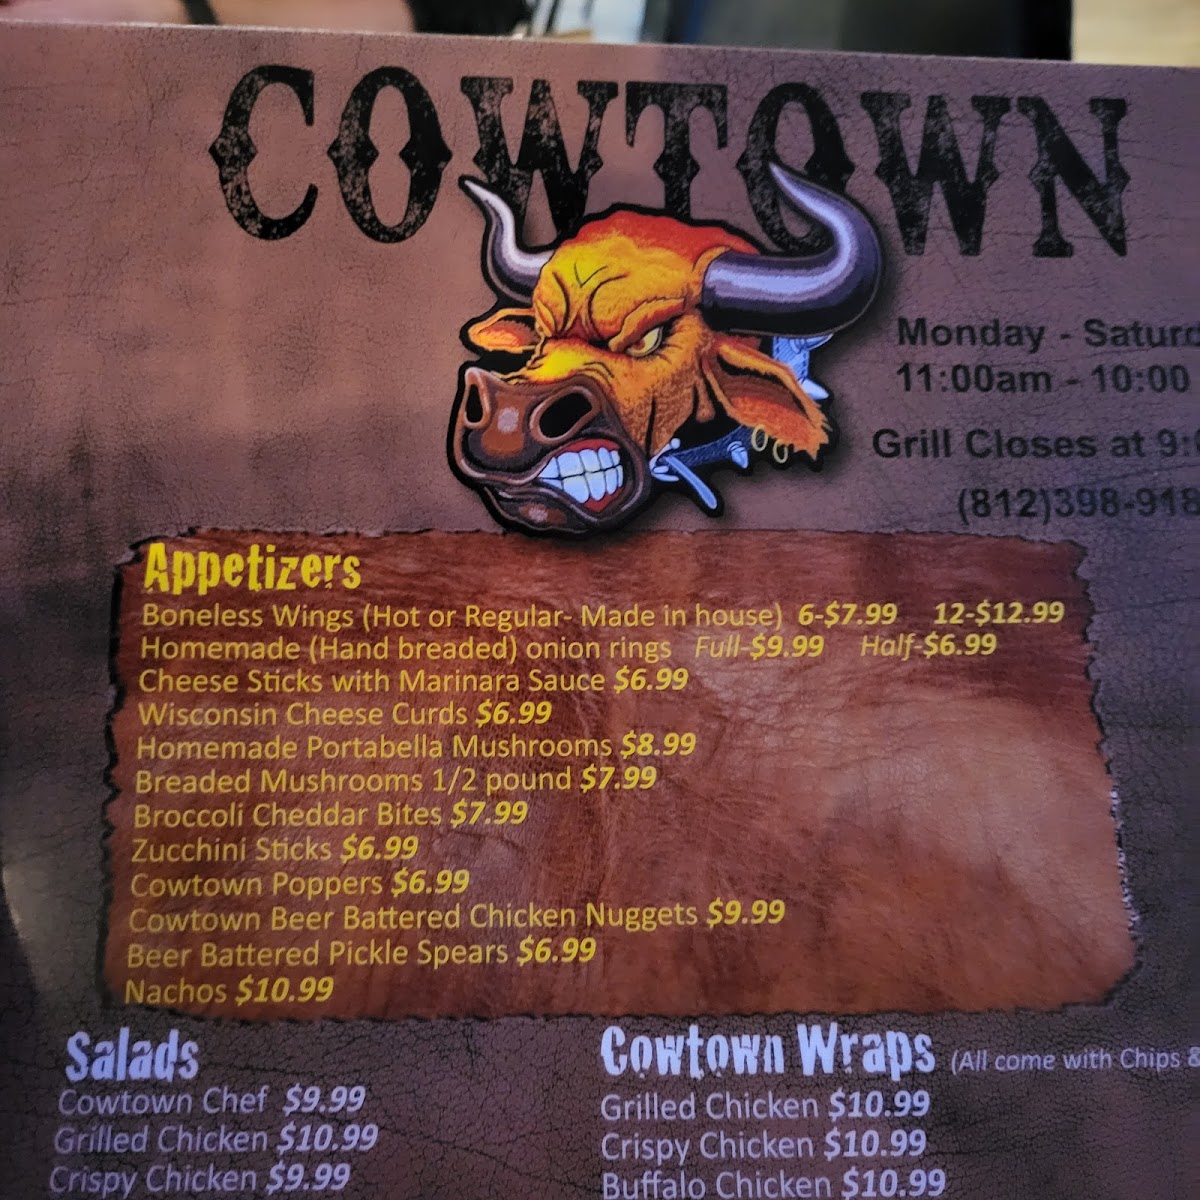 COWTOWN
Monday - Satur
11:00am - 10:00
Grill Closes at 9:
(812)398-918
Appetizers
Boneless Wings (Hot or Regular- Made in house) 6-$7.99 12-$12.99
Homemade (Hand breaded) onion rings Full-$9.99 Half-$6.99
Cheese Sticks with Marinara Sauce $6.99
Wisconsin Cheese Curds $6.99
Homemade Portabella Mushrooms $8.99
Breaded Mushrooms 1/2 pound $7.99
Broccoli Cheddar Bites $7.99
Zucchini Sticks $6.99
Cowtown Poppers $6.99
Cowtown Beer Battered Chicken Nuggets $9.99
Beer Battered Pickle Spears $6.99
Nachos $10.99
Salads
Cowtown Chef $9.99
Grilled Chicken $10.99
Crispy Chicken $9.99
Cowtown Wraps (All come with Chips &
Grilled Chicken $10.99
Crispy Chicken $10.99
Buffalo Chicken $10.99